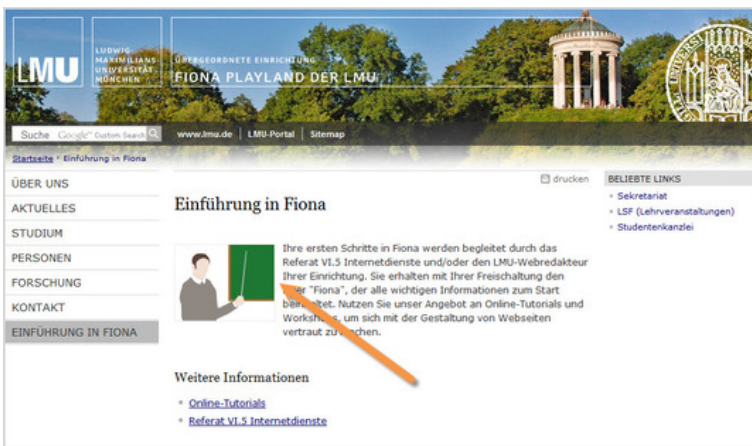 LMU
LUDWIG
MAXIMILIANS
UNIVERSITÄT
MÜNCHEN
ÜBERGEORDNETE EINRICHTUNG
FIONA PLAYLAND DER LMU
Suche Google™ Custom Search
www.lmu.de | LMU-Portal | Sitemap
Startseite Einführung in Fiona
ÜBER UNS
AKTUELLES
STUDIUM
PERSONEN
FORSCHUNG
KONTAKT
EINFÜHRUNG IN FIONA
drucken
Einführung in Fiona
Ihre ersten Schritte in Fiona werden begleitet durch das
Referat VI.5 Internetdienste und/oder den LMU-Webredakteur
Ihrer Einrichtung. Sie erhalten mit Ihrer Freischaltung den
"Fiona", der alle wichtigen Informationen zum Start
Nutzen Sie unser Angebot an Online-Tutorials und
um sich mit der Gestaltung von Webseiten
vertraut zu
Weitere Informationen
Online-Tutorials
Referat VI.5 Internetdienste
BELIEBTE LINKS
Sekretariat
LSF (Lehrveranstaltungen)
Studentenkanzlei